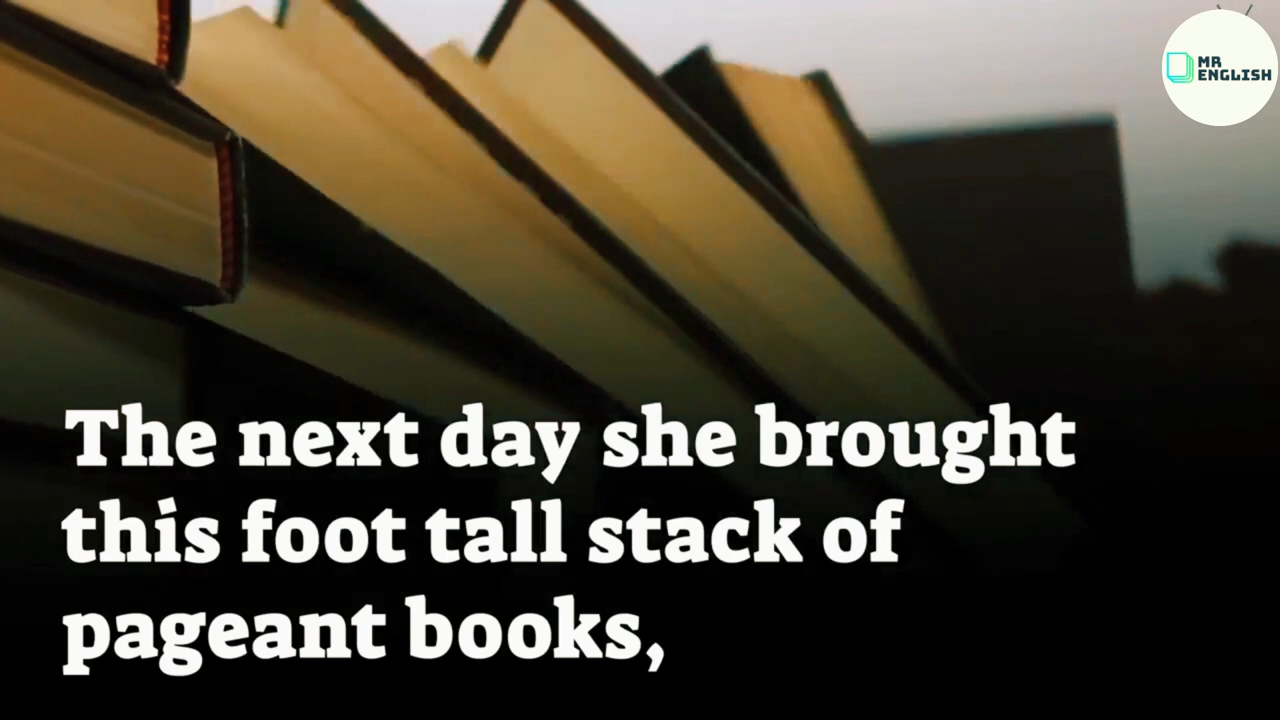 MR
ENGLISH
The next day she brought
this foot tall stack of
pageant books,